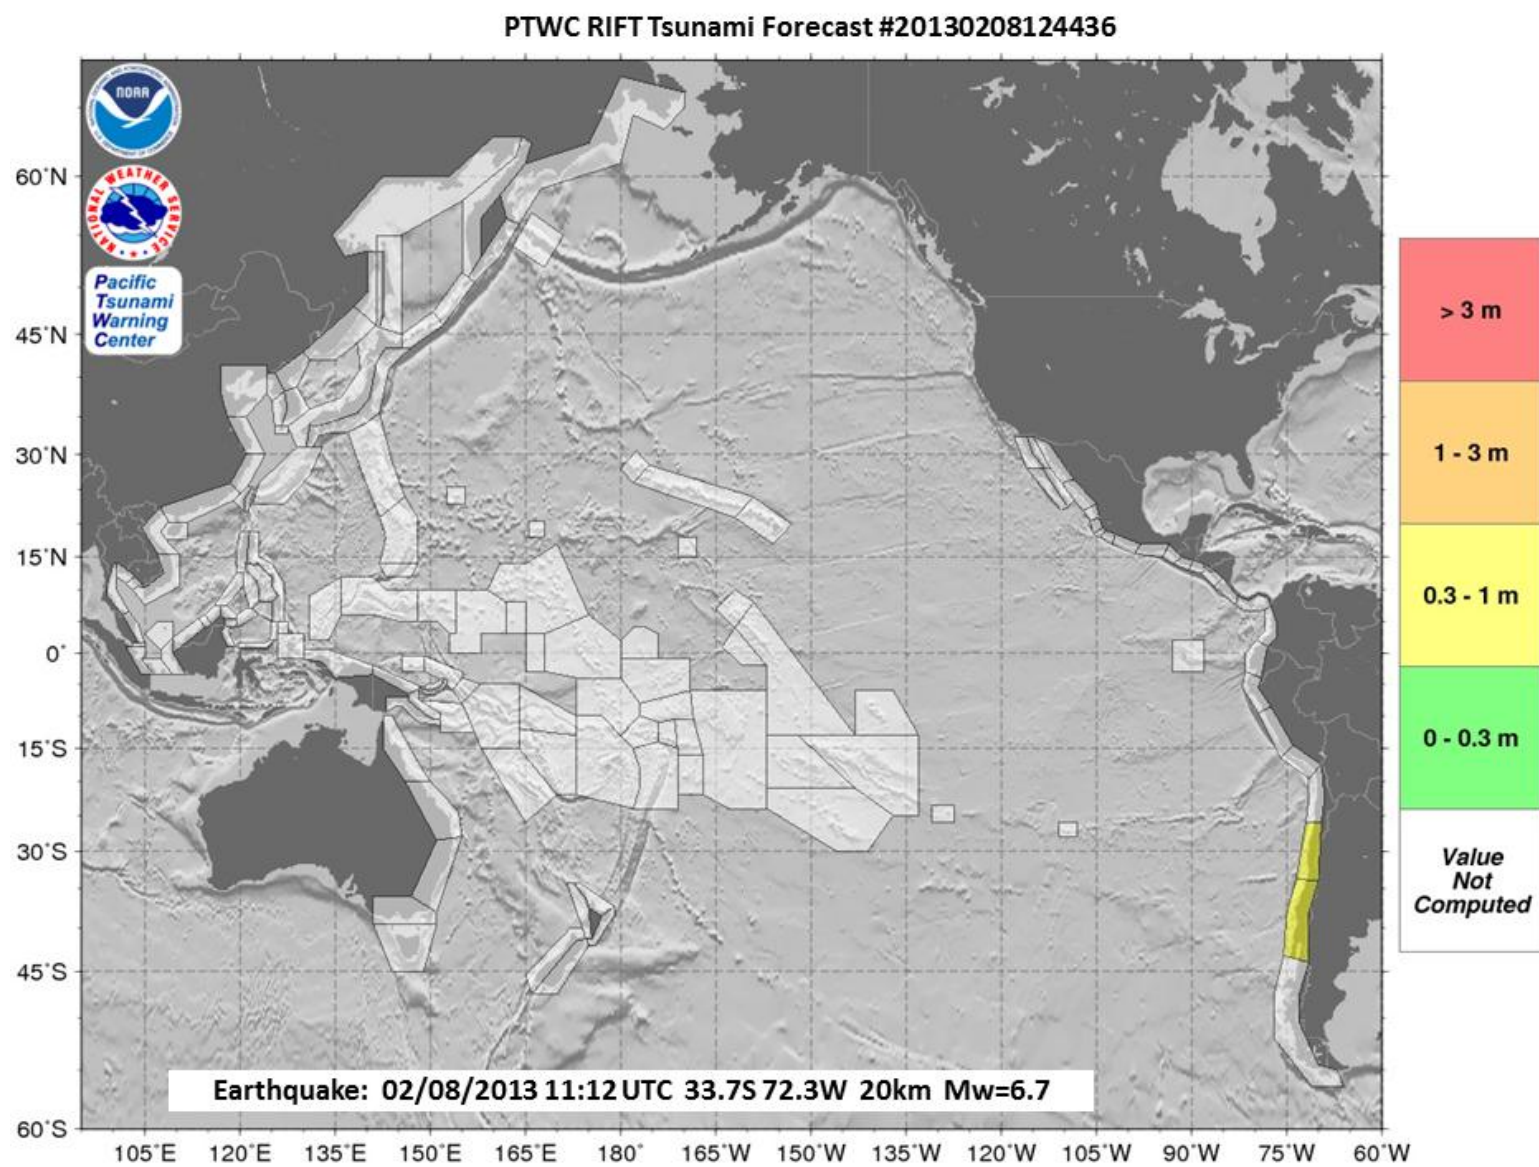 PTWC RIFT Tsunami Forecast #20130208124436
NOAA
NATIONAL WEATHER SERVICE
Pacific
Tsunami
Warning
Center
60°N
45°N
30°N
15°N
0°
15°S
30°S
45°S
60°S
> 3 m
1 - 3 m
0.3 - 1 m
0 - 0.3 m
Value
Not
Computed
Earthquake: 02/08/2013 11:12 UTC 33.7S 72.3W 20km Mw=6.7
105°E 120°E 135°E 150°E 165°E 180° 165°W 150°W 135°W 120°W 105°W 90°W 75°W 60°W